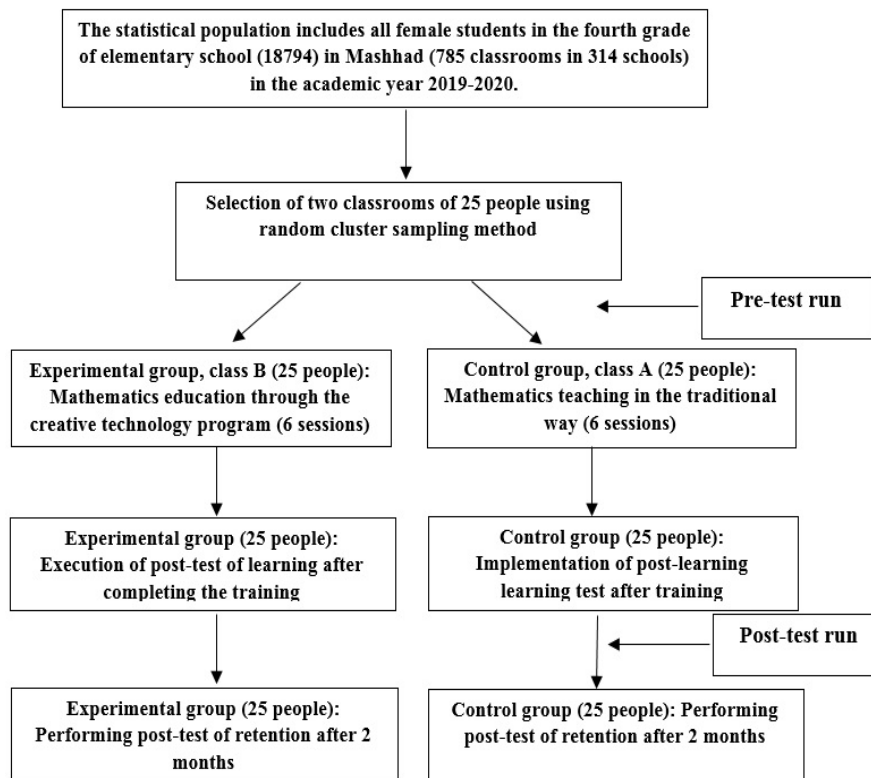 The statistical population includes all female students in the fourth grade
of elementary school (18794) in Mashhad (785 classrooms in 314 schools)
in the academic year 2019-2020.
Selection of two classrooms of 25 people using
random cluster sampling method
Pre-test run
Experimental group, class B (25 people):
Mathematics education through the
creative technology program (6 sessions)
Control group, class A (25 people):
Mathematics teaching in the traditional
way (6 sessions)
Experimental group (25 people):
Execution of post-test of learning after
completing the training
Control group (25 people):
Implementation of post-learning
learning test after training
Post-test run
Experimental group (25 people):
Performing post-test of retention after 2
months
Control group (25 people): Performing
post-test of retention after 2 months